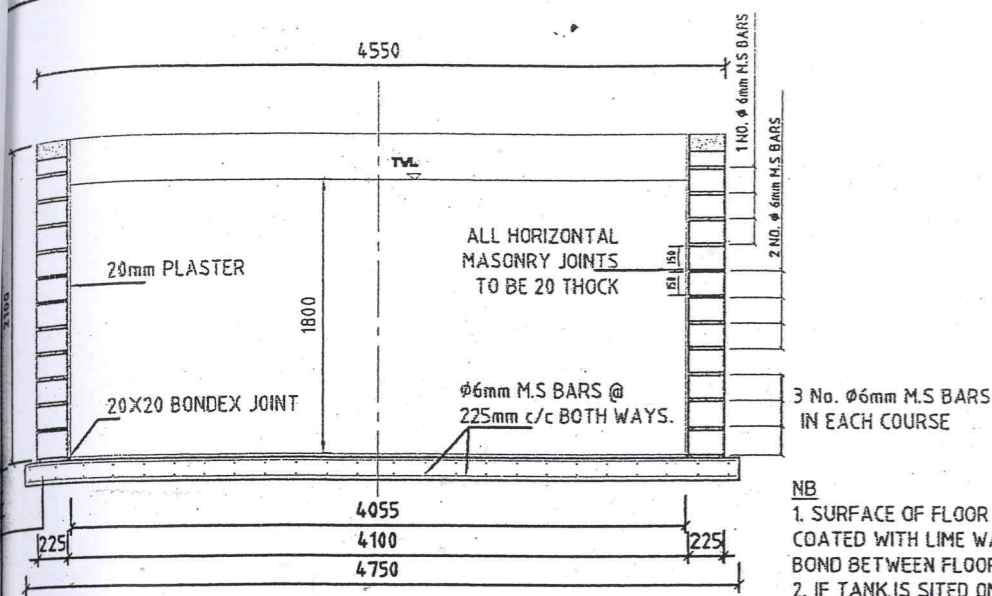 4550
1 NO. ø 6mm M.S BARS
2 NO. ø 6mm M.S BARS
TWL
ALL HORIZONTAL
MASONRY JOINTS
TO BE 20 THOCK
150
150
20mm PLASTER
2100
1800
20X20 BONDEX JOINT
Ø6mm M.S BARS @
225mm c/c BOTH WAYS.
3 No. Ø6mm M.S BARS
IN EACH COURSE
4055
225
4100
225
4750
NB
1. SURFACE OF FLOOR
COATED WITH LIME
BOND BETWEEN FLOOR
2. IF TANK IS SITED ON